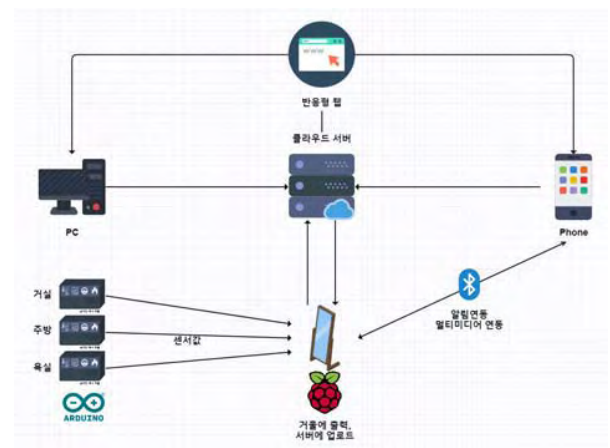 WWW
반응형 웹
클라우드 서버
PC
Phone
거실
주방
욕실
센서값
알림연동
멀티미디어 연동
ARDUINO
거울에 출력,
서버에 업로드